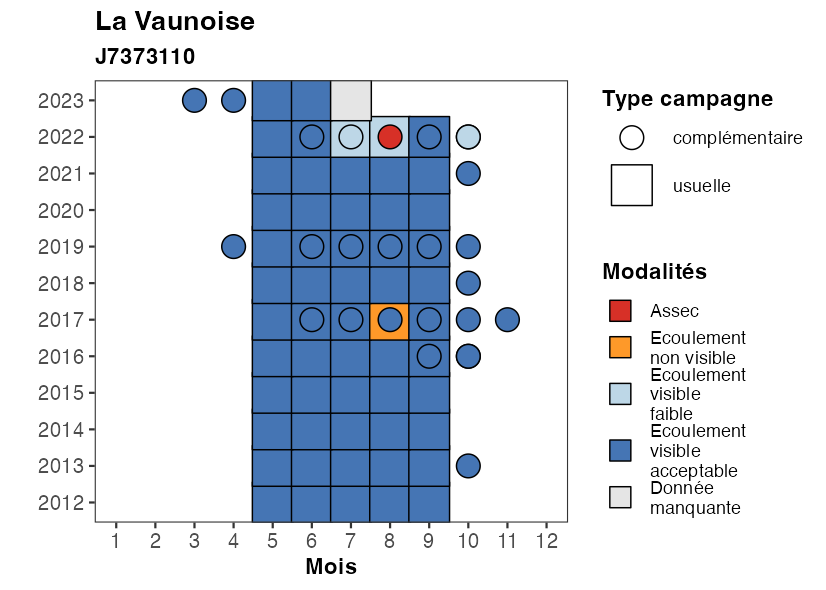 La Vaunoise
J7373110
2023
2022
2021
2020
2019
2018
2017
2016
2015
2014
2013
2012
1 2 3 4 5 6 7 8 9 10 11 12
Mois
Type campagne
complémentaire
usuelle
Modalités
Assec
Ecoulement
non visible
Ecoulement
visible
faible
Ecoulement
visible
acceptable
Donnée
manquante